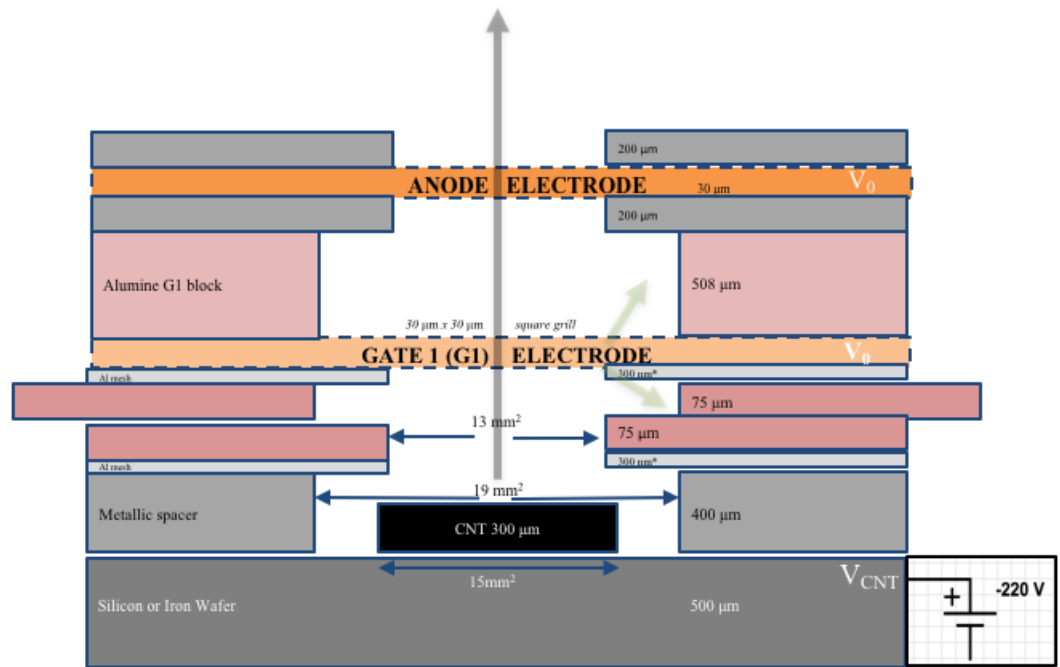 200 µm
ANODE ELECTRODE 30 µm V0
200 µm
Alumine G1 block 508 µm
30 µm x 30 µm square grill
GATE 1 (G1) ELECTRODE V0
Al mesh 300 nm*
75 µm
13 mm²
75 µm
Al mesh 300 nm*
19 mm²
Metallic spacer CNT 300 µm 400 µm
15mm²
VCNT
-220 V
+
Silicon or Iron Wafer 500 µm